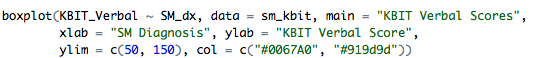 boxplot(KBIT_Verbal ~ SM_dx, data = sm_kbit, main = "KBIT Verbal Scores",
xlab = "SM Diagnosis", ylab = "KBIT Verbal Score",
ylim = c(50, 150), col = c("#0067A0", "#919d9d"))